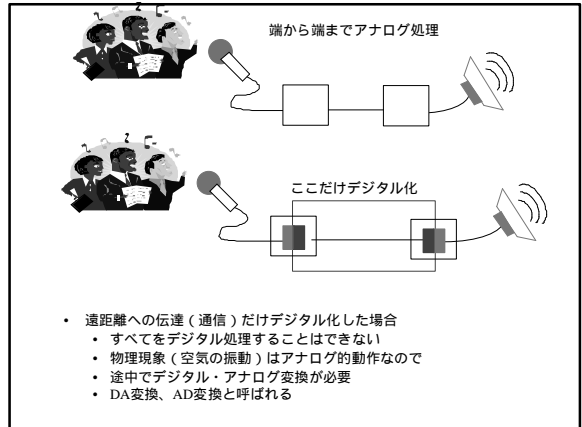 端から端までアナログ処理
ここだけデジタル化
• 遠距離への伝達（通信）だけデジタル化した場合
• すべてをデジタル処理することはできない
• 物理現象（空気の振動）はアナログ的動作なので
• 途中でデジタル・アナログ変換が必要
• DA変換、AD変換と呼ばれる